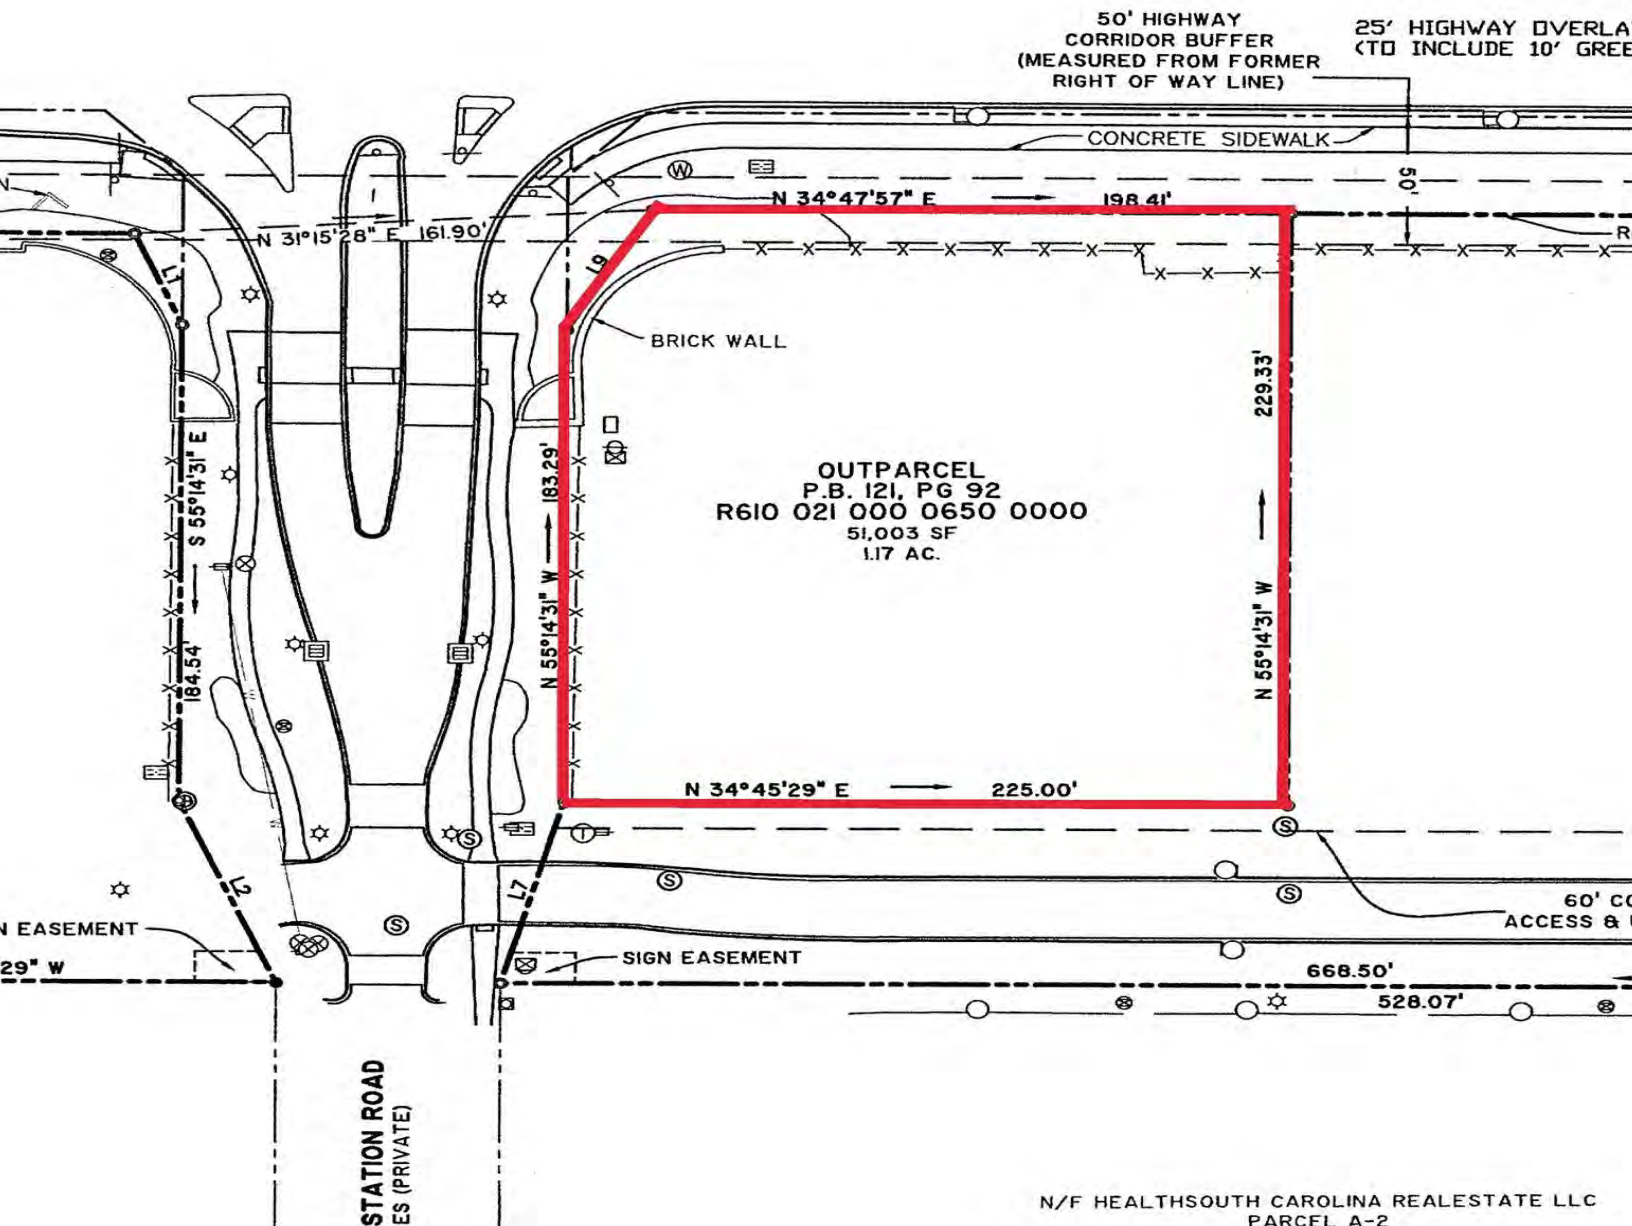 50' HIGHWAY
CORRIDOR BUFFER
(MEASURED FROM FORMER
RIGHT OF WAY LINE)
25' HIGHWAY OVERLA
(TO INCLUDE 10' GREE
CONCRETE SIDEWALK
50'
W
N 34°47'57" E 198.41'
N
N 31°15'28" E 161.90'
R
L1
L9
BRICK WALL
229.33'
N 55°14'31" W
S 55°14'31" E
184.54'
183.29'
N 55°14'31" W
OUTPARCEL
P.B. 121, PG 92
R610 021 000 0650 0000
51,003 SF
1.17 AC.
N 34°45'29" E 225.00'
S
S
T
L2
L7
S
S
S
60' CO
ACCESS & U
N EASEMENT
SIGN EASEMENT
29" W
668.50'
528.07'
STATION ROAD
ES (PRIVATE)
N/F HEALTHSOUTH CAROLINA REALESTATE LLC
PARCEL A-2